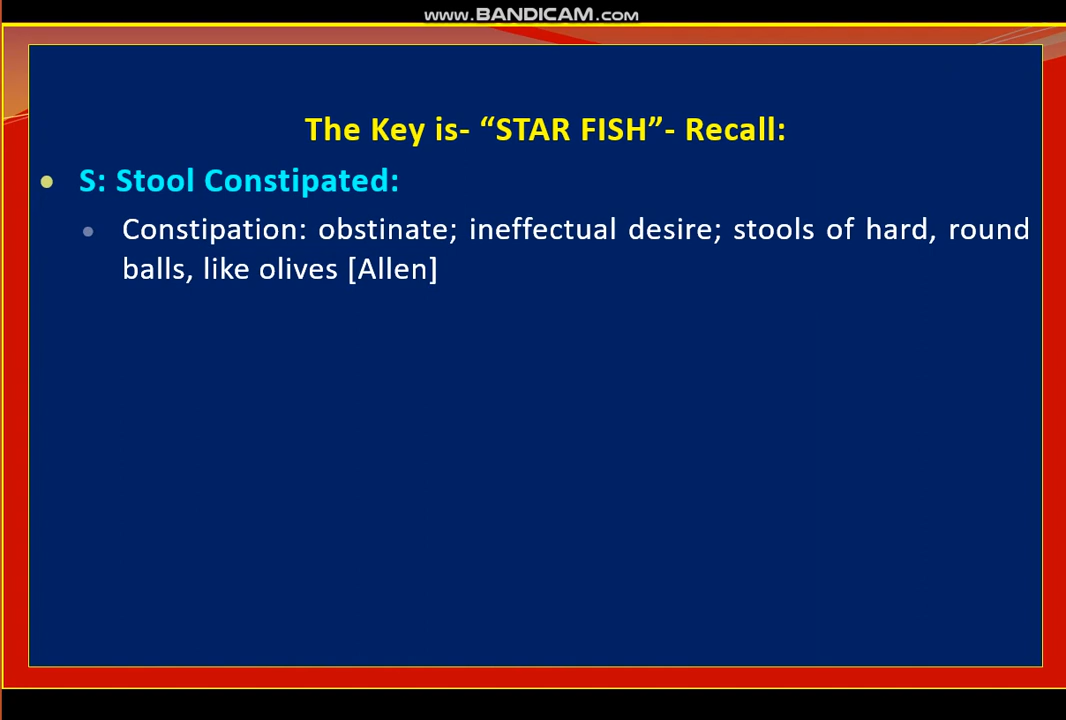 www.BANDICAM.com
The Key is- “STAR FISH”- Recall:
S: Stool Constipated:
Constipation: obstinate; ineffectual desire; stools of hard, round
balls, like olives [Allen]